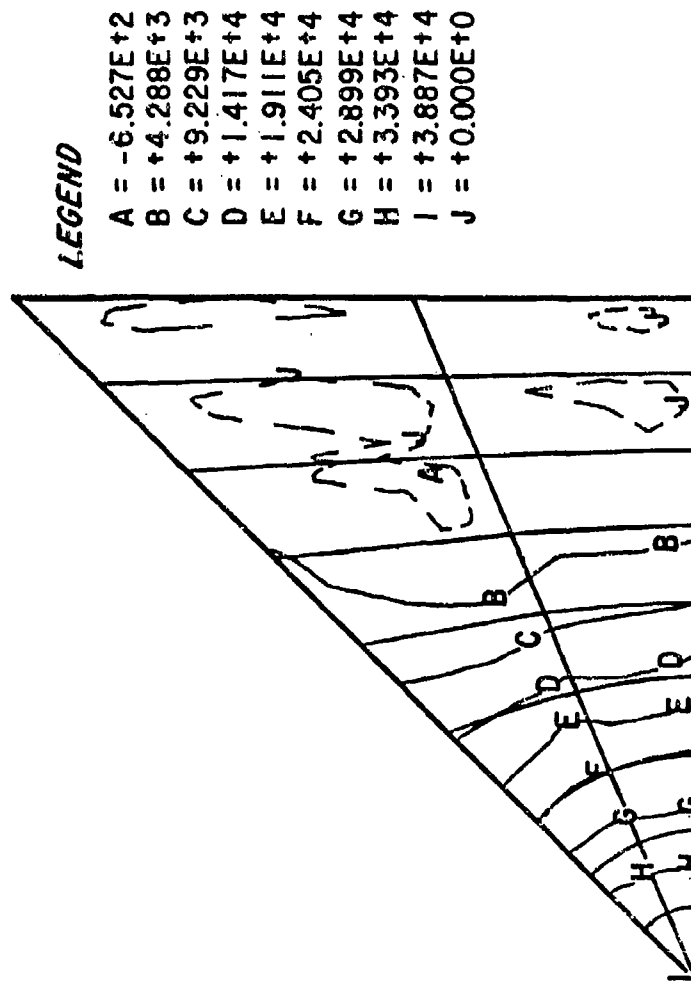 LEGEND
A = -6.527E+2
B = +4.288E+3
C = +9.229E+3
D = +1.417E+4
E = +1.911E+4
F = +2.405E+4
G = +2.899E+4
H = +3.393E+4
I = +3.887E+4
J = +0.000E+0
J
J
J
A
J
A
J
B
B
C
D
D
E
E
F
G
G
H
H
I